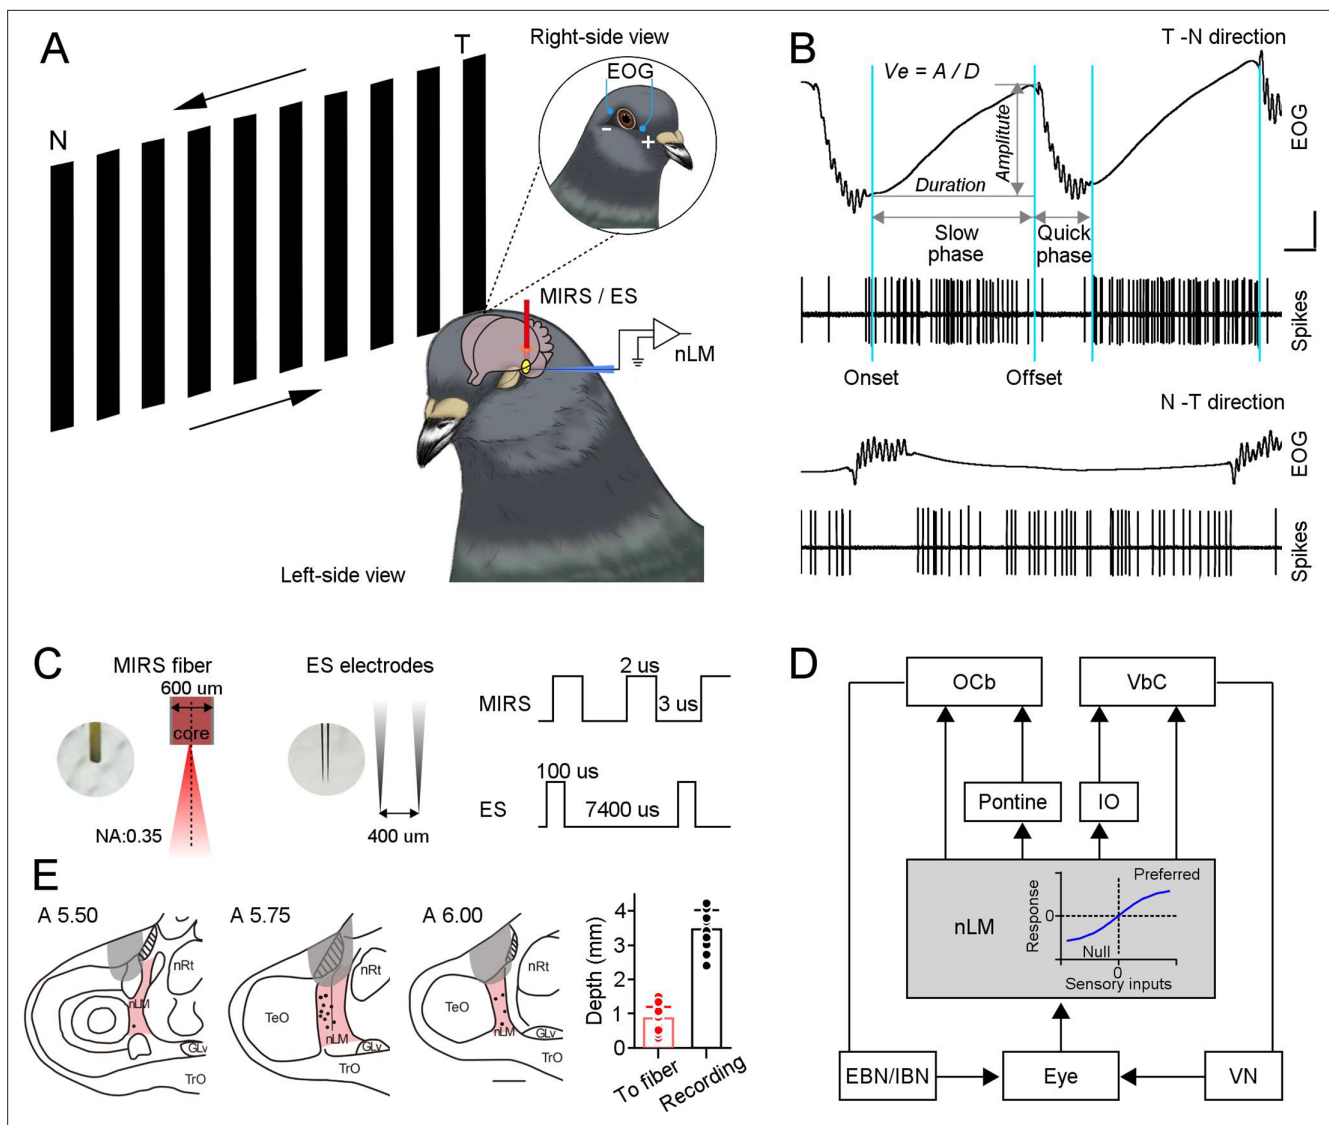 A
T
Right-side view
EOG
-
+
N
MIRS / ES
nLM
Left-side view
B
T -N direction
Ve = A / D
Amplitute
Duration
EOG
Slow
phase
Quick
phase
Spikes
Onset
Offset
N -T direction
EOG
Spikes
C
MIRS fiber
600 um
core
NA:0.35
ES electrodes
400 um
2 us
MIRS
3 us
100 us
ES
7400 us
D
OCb
VbC
Pontine
IO
nLM
Response
Preferred
0
Null
0
Sensory inputs
EBN/IBN
Eye
VN
E
A 5.50
nRt
nLM
GLv
TrO
A 5.75
nRt
TeO
nLM
GLv
TrO
A 6.00
nRt
TeO
nLM
GLv
TrO
Depth (mm)
4
3
2
1
0
To fiber
Recording